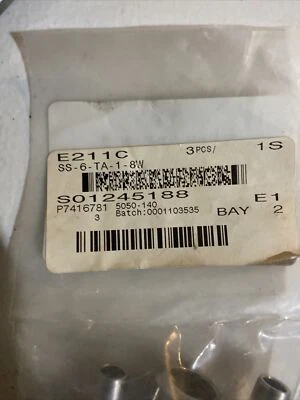 E211C 3PCS/ 1S
SS-6-TA-1-8W
S01245188 E1
P7416781 5050-140
3 Batch:0001103535 BAY 2